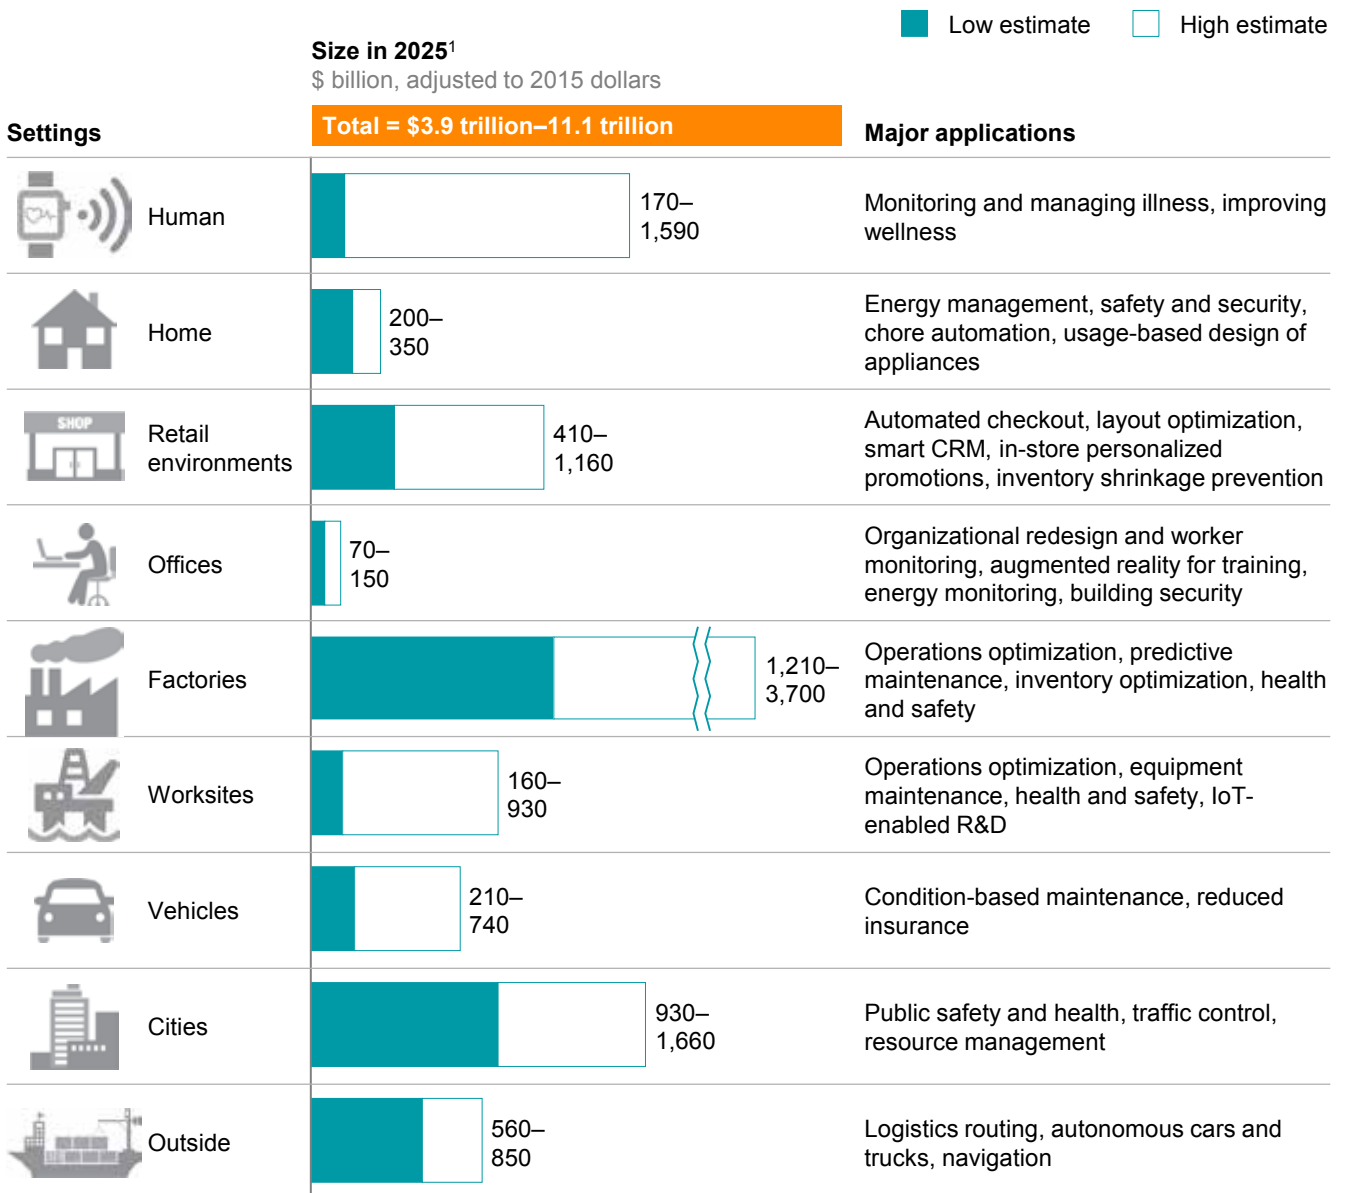 Low estimate
High estimate
Size in 2025¹
$ billion, adjusted to 2015 dollars
Settings
Total = $3.9 trillion–11.1 trillion
Major applications
Human
170–
1,590
Monitoring and managing illness, improving
wellness
Home
200–
350
Energy management, safety and security,
chore automation, usage-based design of
appliances
SHOP
Retail
environments
410–
1,160
Automated checkout, layout optimization,
smart CRM, in-store personalized
promotions, inventory shrinkage prevention
Offices
70–
150
Organizational redesign and worker
monitoring, augmented reality for training,
energy monitoring, building security
Factories
1,210–
3,700
Operations optimization, predictive
maintenance, inventory optimization, health
and safety
Worksites
160–
930
Operations optimization, equipment
maintenance, health and safety, IoT-
enabled R&D
Vehicles
210–
740
Condition-based maintenance, reduced
insurance
Cities
930–
1,660
Public safety and health, traffic control,
resource management
Outside
560–
850
Logistics routing, autonomous cars and
trucks, navigation